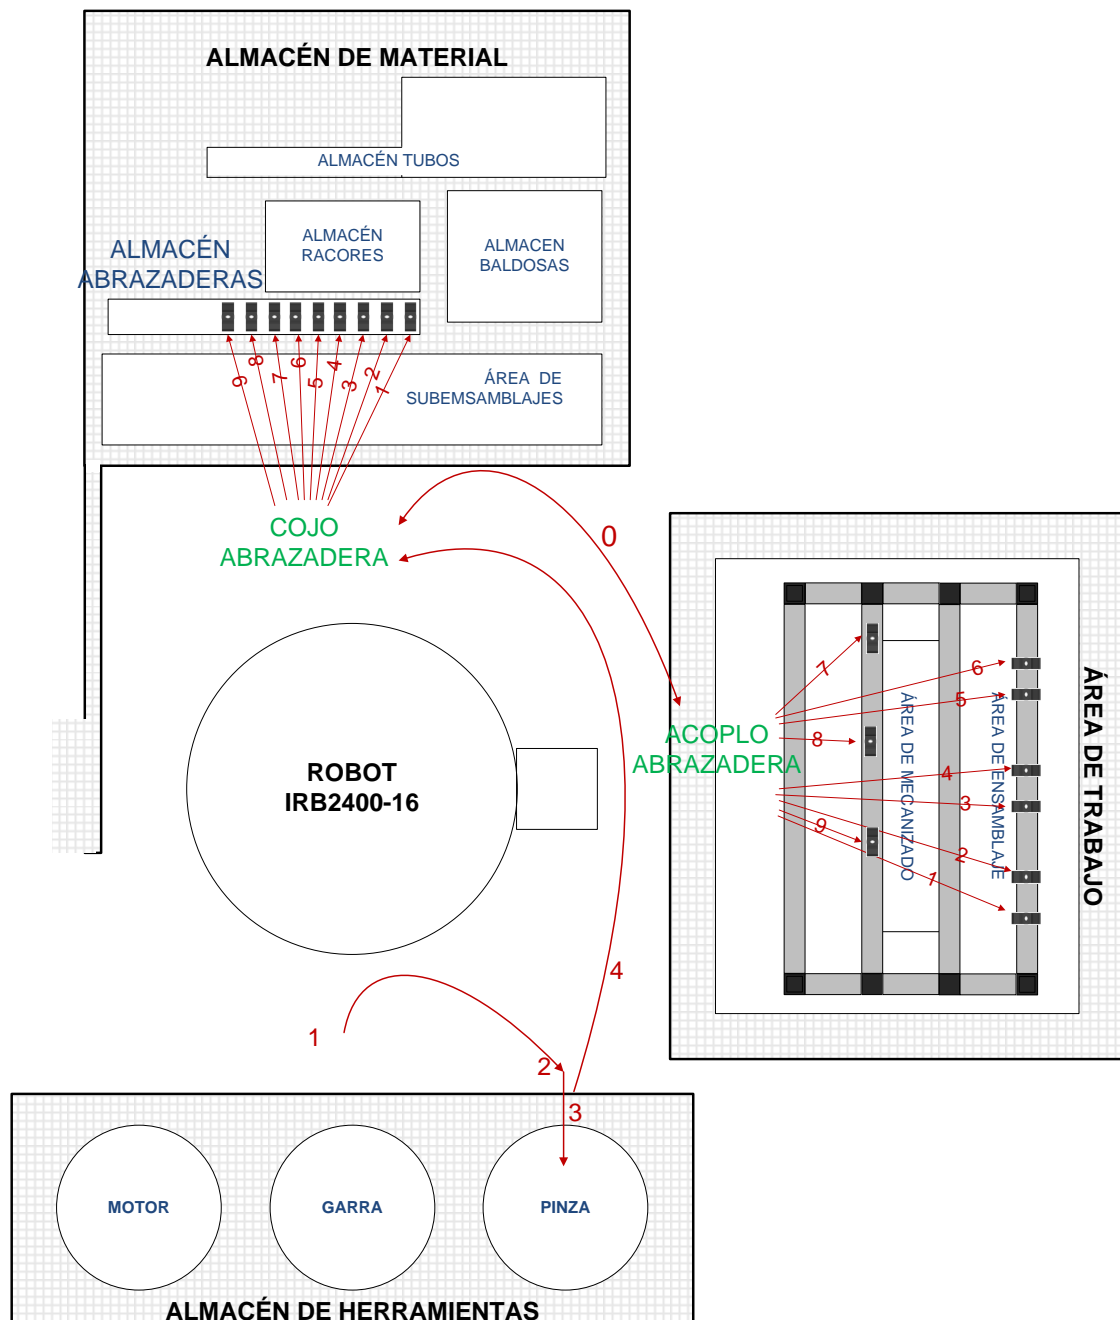 ALMACÉN DE MATERIAL
ALMACÉN TUBOS
ALMACÉN
RACORES
ALMACEN
BALDOSAS
ALMACÉN
ABRAZADERAS
9
8
7
6
5
4
3
2
1
ÁREA DE
SUBEMSAMBLAJES
COJO
ABRAZADERA
0
ROBOT
IRB2400-16
ACOPLO
ABRAZADERA
7
6
5
8
4
3
9
2
1
ÁREA DE MECANIZADO
ÁREA DE ENSAMBLAJE
ÁREA DE TRABAJO
4
1
2
3
MOTOR
GARRA
PINZA
ALMACÉN DE HERRAMIENTAS